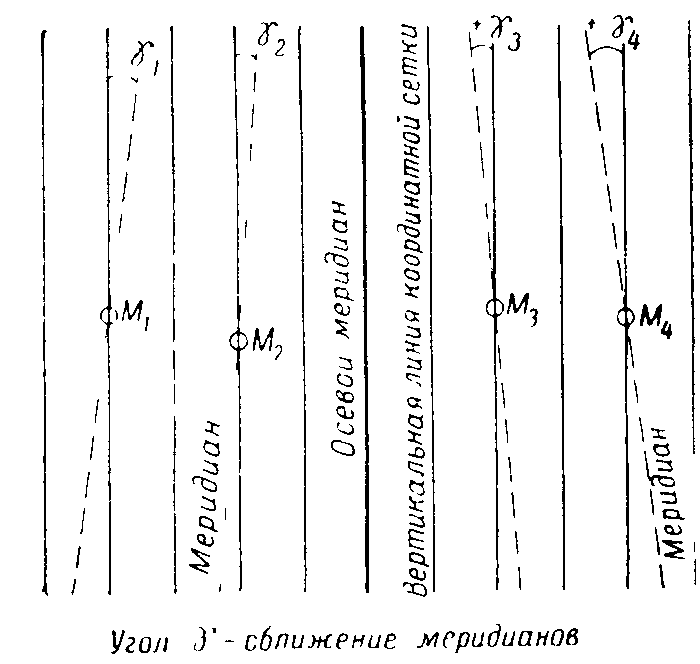 γ₁
γ₂
+ γ₃
+ γ₄
M₁
M₂
M₃
M₄
Меридиан
Осевой меридиан
Вертикальная линия координатной сетки
Меридиан
Угол γ - сближение меридианов